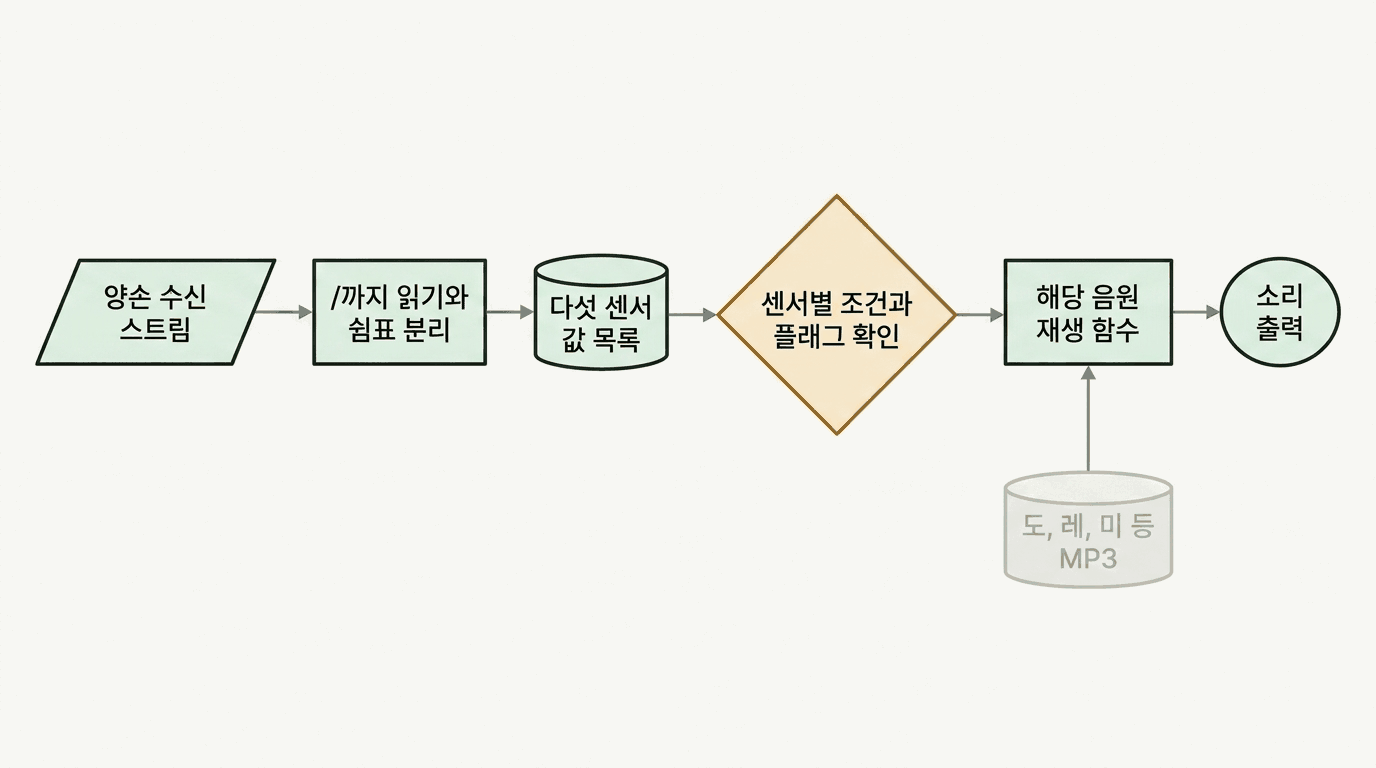 양손 수신
스트림
/까지 읽기와
쉼표 분리
다섯 센서
값 목록
센서별 조건과
플래그 확인
해당 음원
재생 함수
소리
출력
도, 레, 미 등
MP3